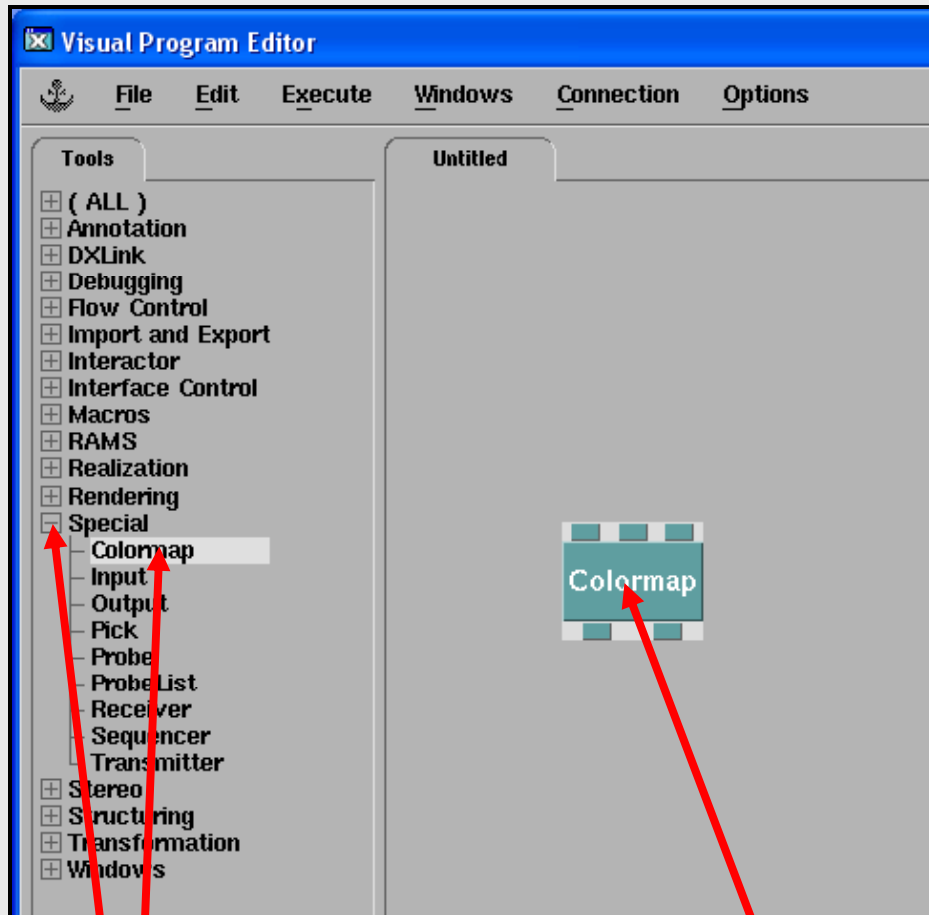 Visual Program Editor
File Edit Execute Windows Connection Options
Tools
Untitled
( ALL )
Annotation
DXLink
Debugging
Flow Control
Import and Export
Interactor
Interface Control
Macros
RAMS
Realization
Rendering
Special
Colormap
Input
Output
Pick
Probe
ProbeList
Receiver
Sequencer
Transmitter
Stereo
Structuring
Transformation
Windows
Colormap